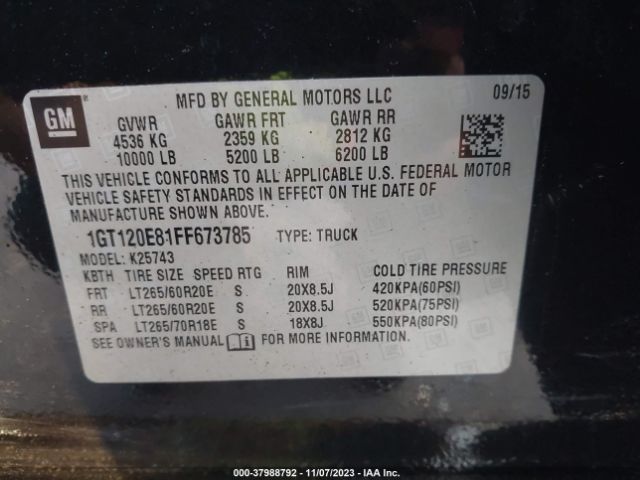 MFD BY GENERAL MOTORS LLC 09/15
GM
GVWR GAWR FRT GAWR RR
4536 KG 2359 KG 2812 KG
10000 LB 5200 LB 6200 LB
THIS VEHICLE CONFORMS TO ALL APPLICABLE U.S. FEDERAL MOTOR
VEHICLE SAFETY STANDARDS IN EFFECT ON THE DATE OF
MANUFACTURE SHOWN ABOVE.
1GT120E81FF673785 TYPE: TRUCK
MODEL: K25743
KBTH TIRE SIZE SPEED RTG RIM COLD TIRE PRESSURE
FRT LT265/60R20E S 20X8.5J 420KPA(60PSI)
RR LT265/60R20E S 20X8.5J 520KPA(75PSI)
SPA LT265/70R18E S 18X8J 550KPA(80PSI)
SEE OWNER'S MANUAL FOR MORE INFORMATION.
000-37988792 - 11/07/2023 - IAA Inc.